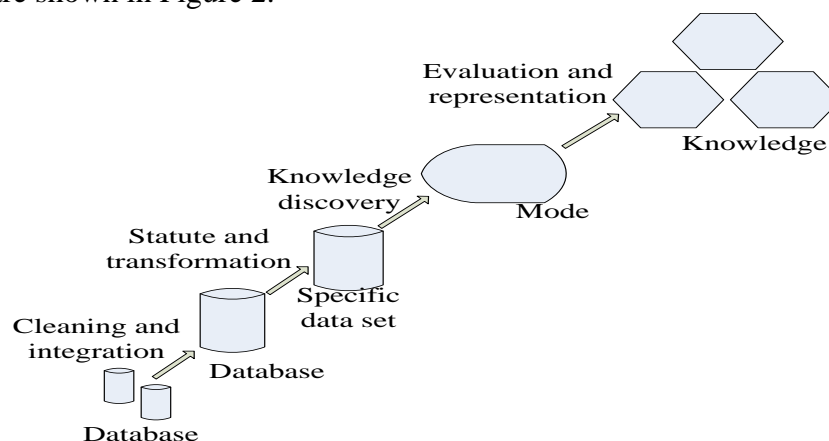 shown in Figure 2.
Evaluation and
representation
Knowledge
Knowledge
discovery
Mode
Statute and
transformation
Specific
data set
Cleaning and
integration
Database
Database